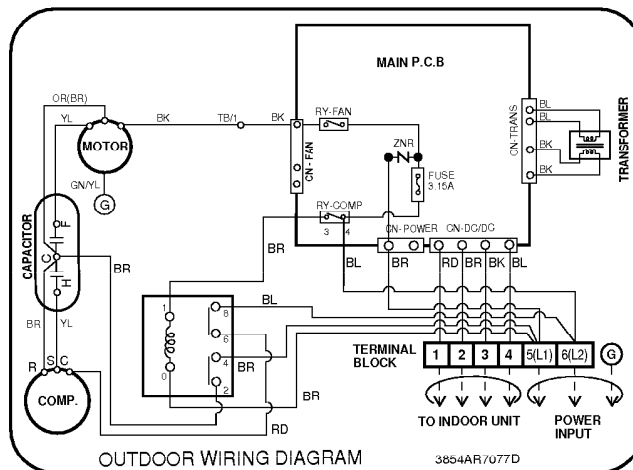 MAIN P.C.B
OR(BR)
YL
BK
TB/1
BK
RY-FAN
MOTOR
CN-FAN
ZNR
FUSE
3.15A
CN-TRANS
BL
BL
BK
BK
TRANSFORMER
GN/YL
G
CAPACITOR
F
C
H
RY-COMP
3 4
CN-POWER
CN-DC/DC
BR
BL
BR
RD
BR
BK
BL
BR
BL
BR
YL
1
8
6
4
2
0
BR
BR
RD
R
S
C
COMP.
TERMINAL
BLOCK
1
2
3
4
5(L1)
6(L2)
G
TO INDOOR UNIT
POWER
INPUT
OUTDOOR WIRING DIAGRAM
3854AR7077D